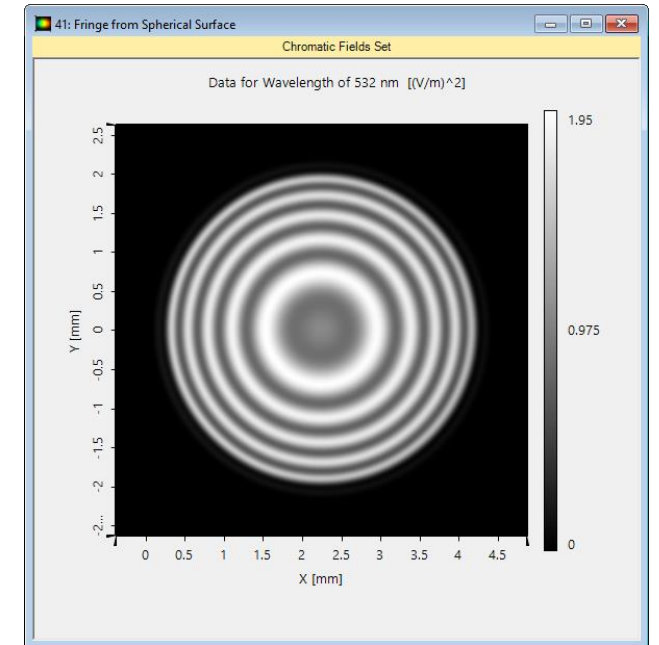 41: Fringe from Spherical Surface
Chromatic Fields Set
Data for Wavelength of 532 nm [(V/m)^2]
1.95
0.975
0
Y [mm]
2.5
2
1.5
1
0.5
0
-0.5
-1
-1.5
-2
-2...
0 0.5 1 1.5 2 2.5 3 3.5 4 4.5
X [mm]